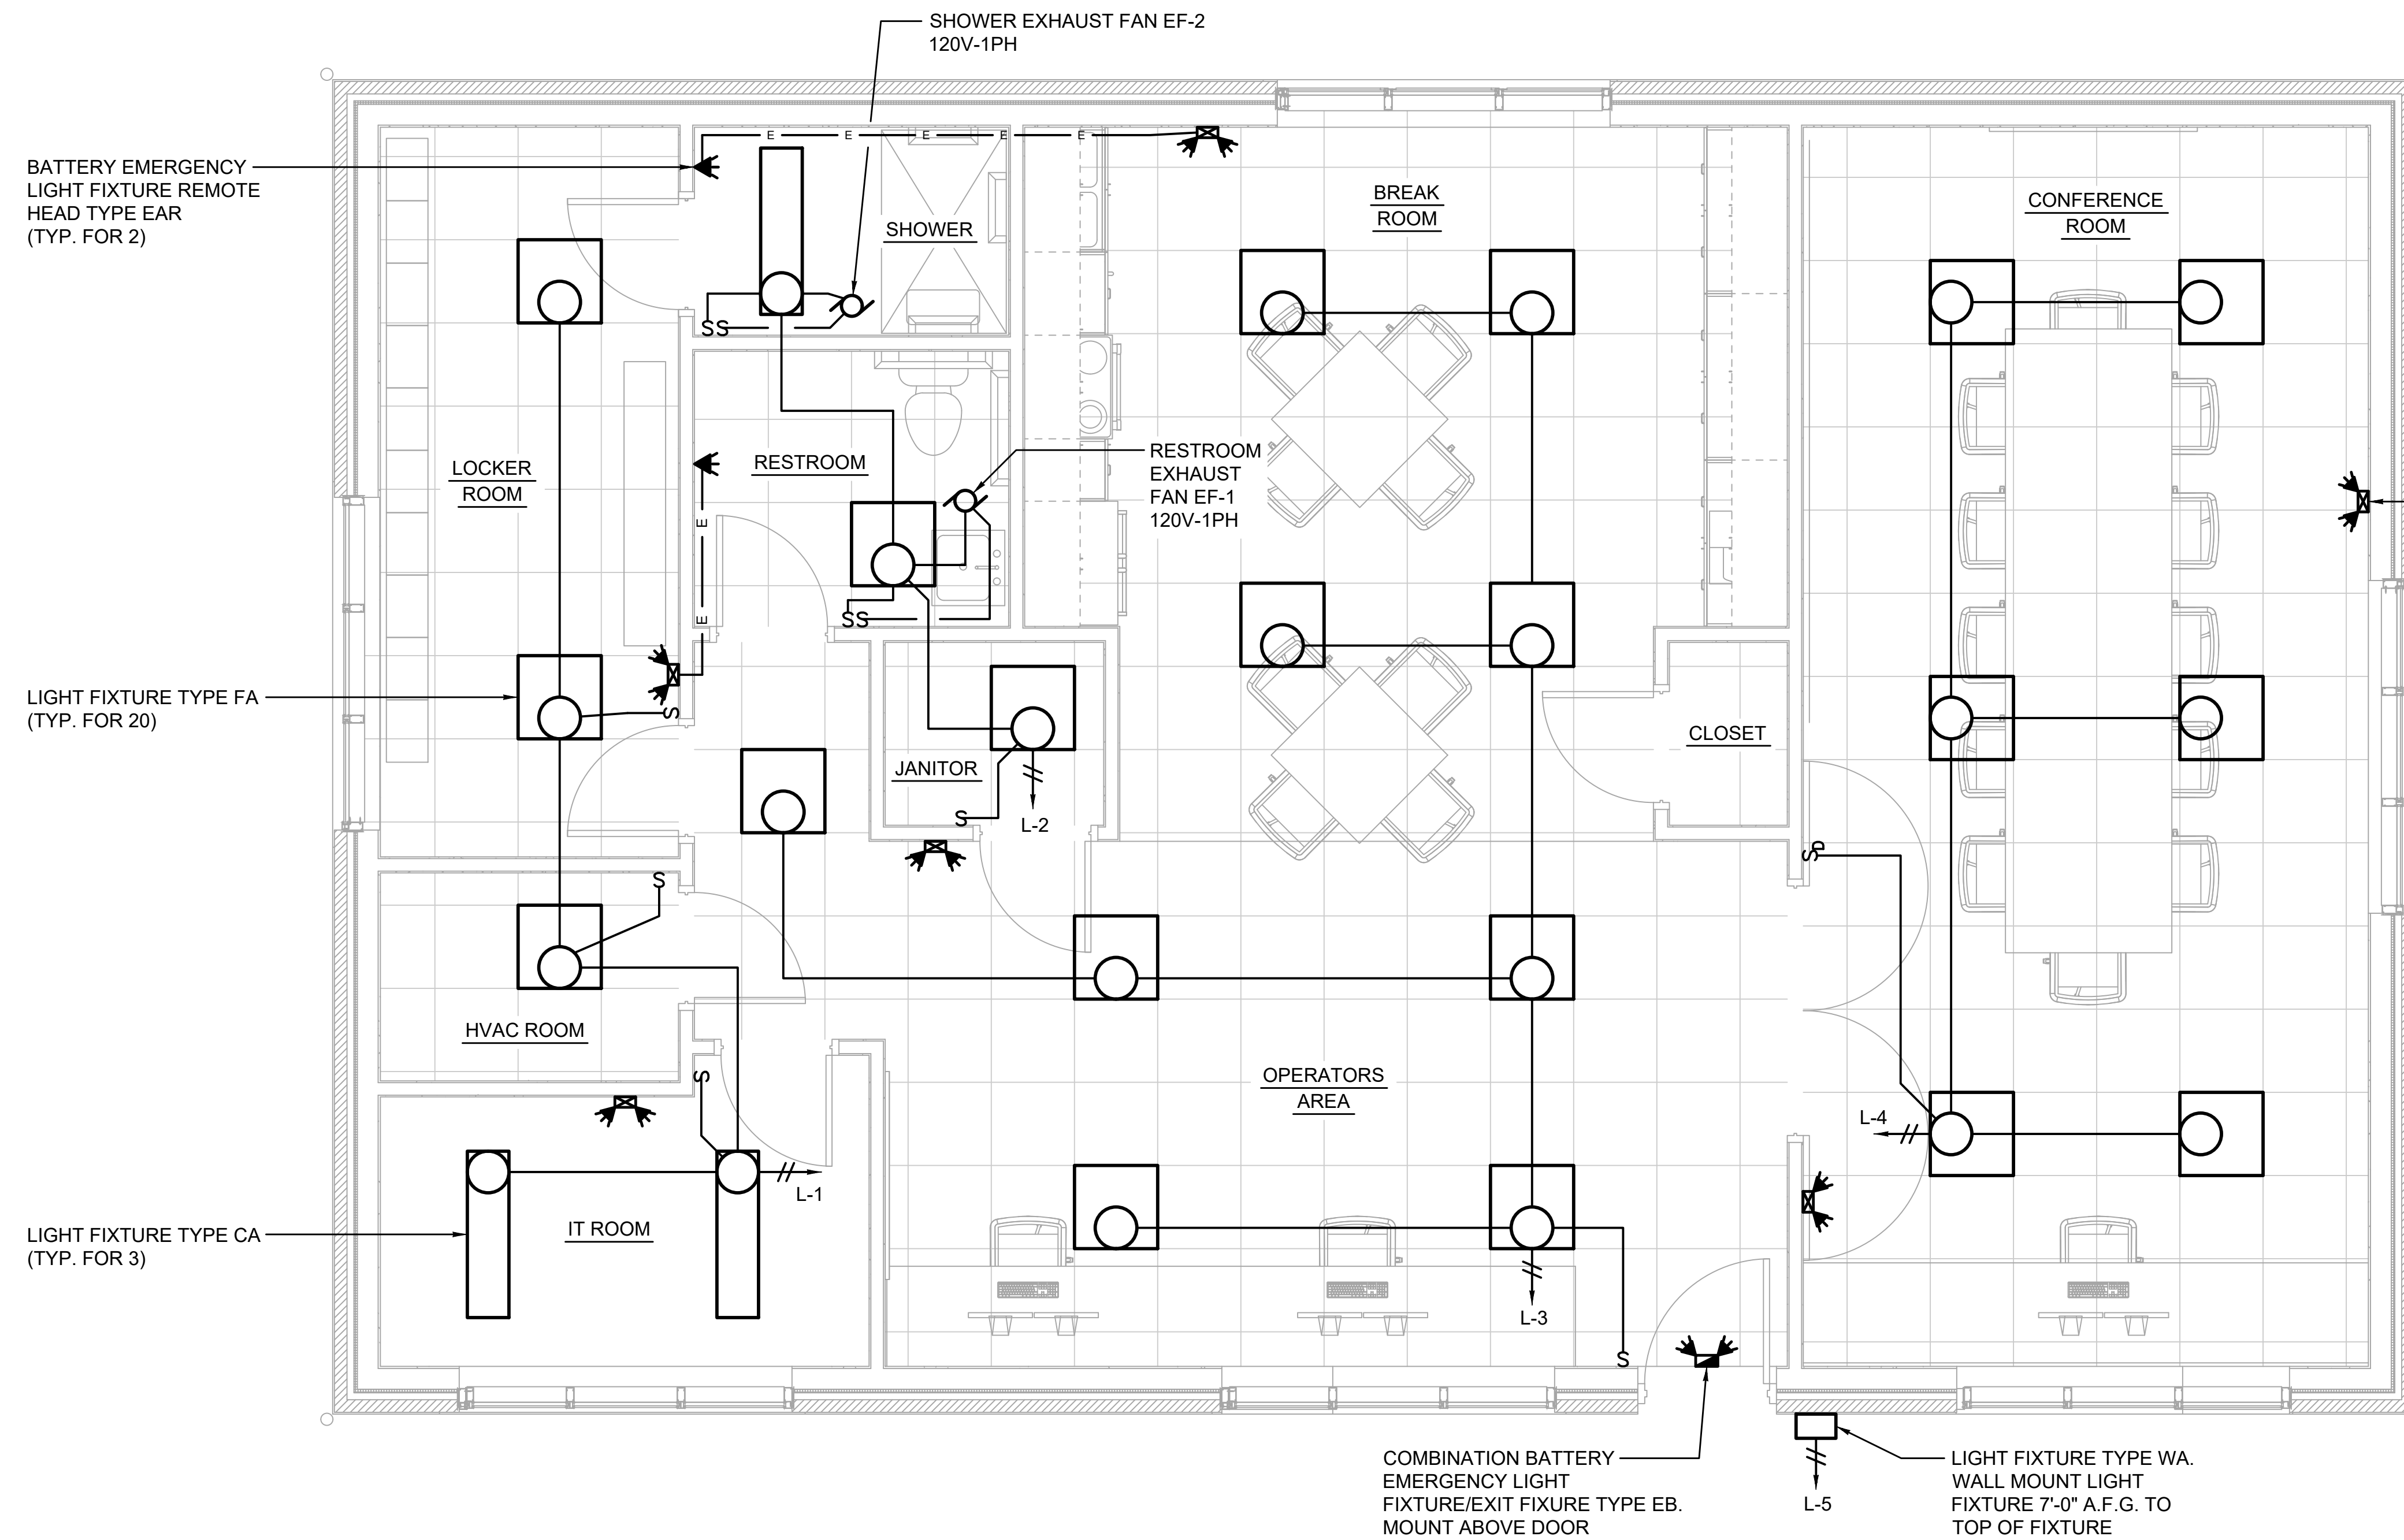 SHOWER EXHAUST FAN EF-2
120V-1PH
BATTERY EMERGENCY
LIGHT FIXTURE REMOTE
HEAD TYPE EAR
(TYP. FOR 2)
E E E E E
SHOWER
SS
BREAK
ROOM
CONFERENCE
ROOM
LOCKER
ROOM
RESTROOM
RESTROOM
EXHAUST
FAN EF-1
120V-1PH
E
E
SS
LIGHT FIXTURE TYPE FA
(TYP. FOR 20)
S
JANITOR
S
L-2
CLOSET
S
SD
HVAC ROOM
S
OPERATORS
AREA
L-4
L-1
IT ROOM
LIGHT FIXTURE TYPE CA
(TYP. FOR 3)
L-3
S
COMBINATION BATTERY
EMERGENCY LIGHT
FIXTURE/EXIT FIXURE TYPE EB.
MOUNT ABOVE DOOR
L-5
LIGHT FIXTURE TYPE WA.
WALL MOUNT LIGHT
FIXTURE 7'-0" A.F.G. TO
TOP OF FIXTURE